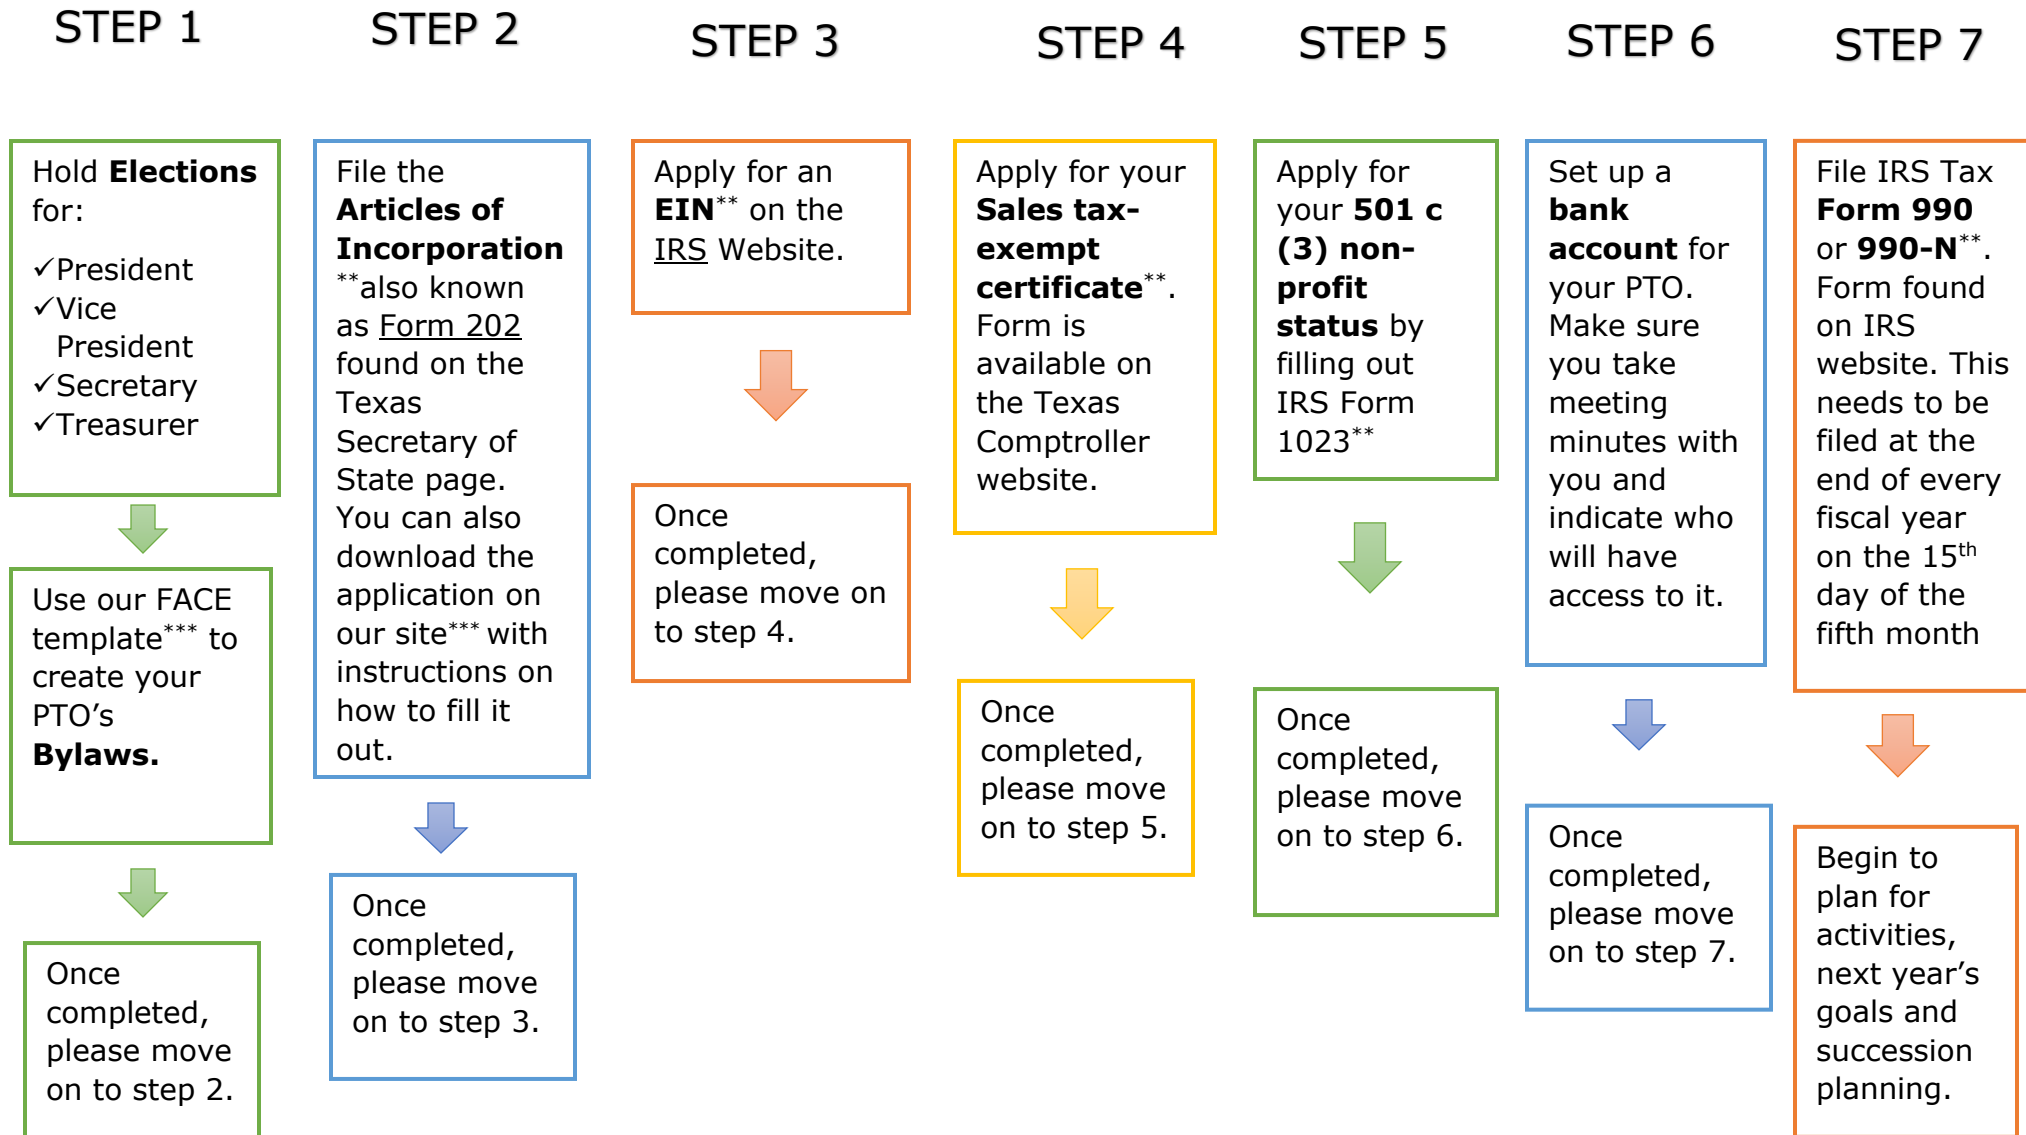 STEP 1
Hold Elections
for:
✓President
✓Vice
President
✓Secretary
✓Treasurer
Use our FACE
template*** to
create your
PTO’s
Bylaws.
Once
completed,
please move
on to step 2.
STEP 2
File the
Articles of
Incorporation
**also known
as Form 202
found on the
Texas
Secretary of
State page.
You can also
download the
application on
our site*** with
instructions on
how to fill it
out.
Once
completed,
please move
on to step 3.
STEP 3
Apply for an
EIN** on the
IRS Website.
Once
completed,
please move on
to step 4.
STEP 4
Apply for your
Sales tax-
exempt
certificate**.
Form is
available on
the Texas
Comptroller
website.
Once
completed,
please move
on to step 5.
STEP 5
Apply for
your 501 c
(3) non-
profit
status by
filling out
IRS Form
1023**
Once
completed,
please move
on to step 6.
STEP 6
Set up a
bank
account for
your PTO.
Make sure
you take
meeting
minutes with
you and
indicate who
will have
access to it.
Once
completed,
please move
on to step 7.
STEP 7
File IRS Tax
Form 990
or 990-N**.
Form found
on IRS
website. This
needs to be
filed at the
end of every
fiscal year
on the 15th
day of the
fifth month
Begin to
plan for
activities,
next year’s
goals and
succession
planning.